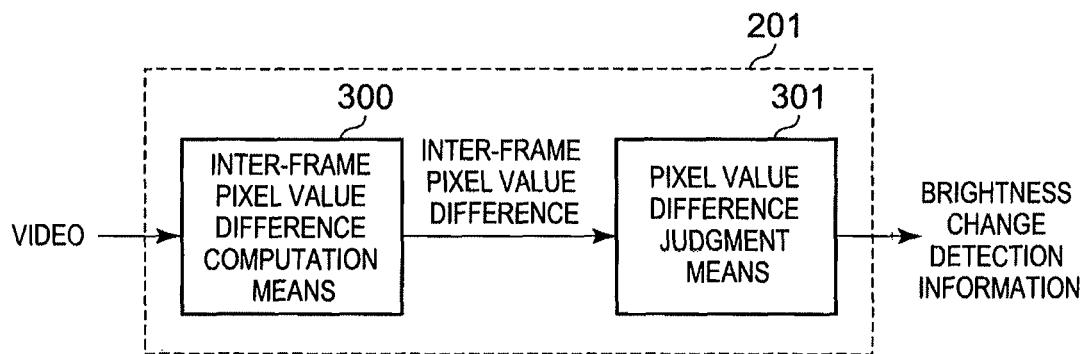 201
300
301
VIDEO
INTER-FRAME
PIXEL VALUE
DIFFERENCE
COMPUTATION
MEANS
INTER-FRAME
PIXEL VALUE
DIFFERENCE
PIXEL VALUE
DIFFERENCE
JUDGMENT
MEANS
BRIGHTNESS
CHANGE
DETECTION
INFORMATION